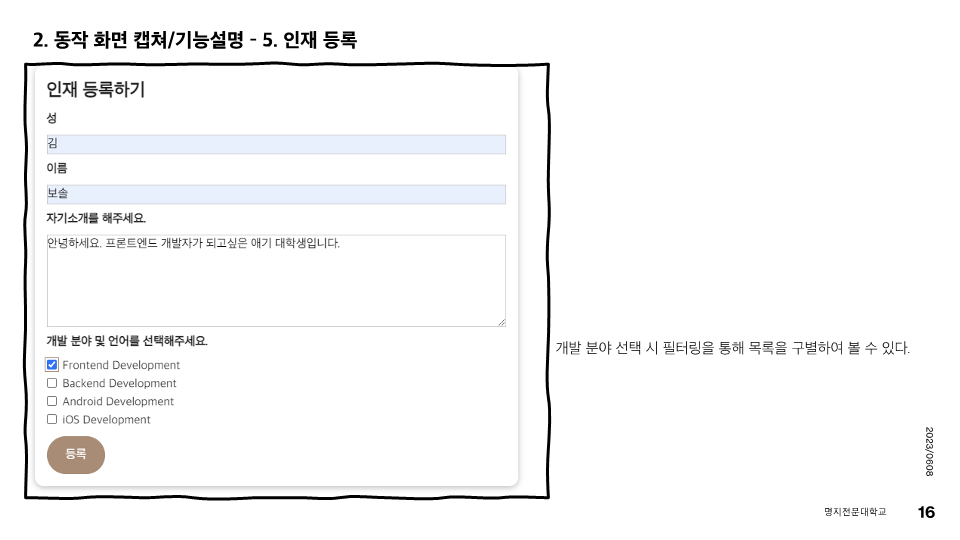 2. 동작 화면 캡쳐/기능설명 - 5. 인재 등록
인재 등록하기
성
김
이름
보솔
자기소개를 해주세요.
안녕하세요. 프론트엔드 개발자가 되고싶은 애기 대학생입니다.
개발 분야 및 언어를 선택해주세요.
Frontend Development
Backend Development
Android Development
iOS Development
등록
개발 분야 선택 시 필터링을 통해 목록을 구별하여 볼 수 있다.
2023/0608
명지전문대학교
16